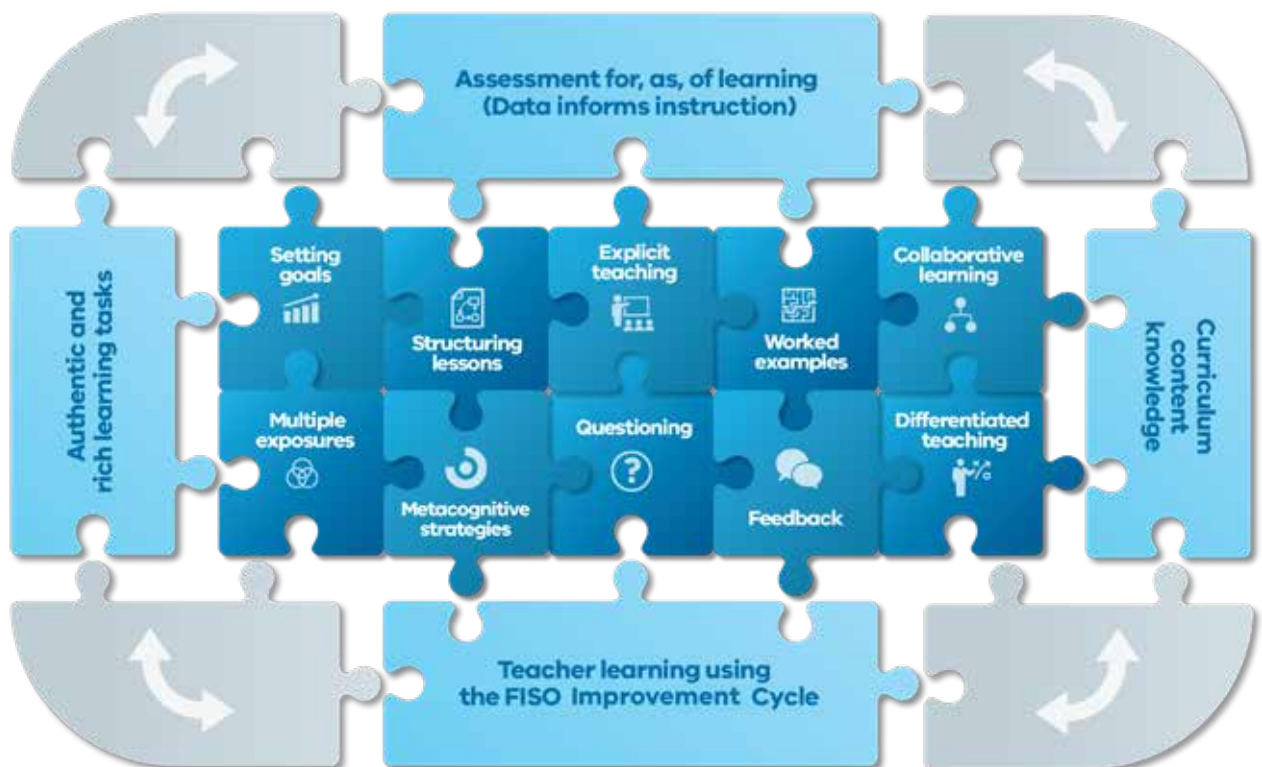 Assessment for, as, of learning
(Data informs instruction)
Authentic and
rich learning tasks
Setting
goals
Structuring
lessons
Explicit
teaching
Worked
examples
Collaborative
learning
Multiple
exposures
Metacognitive
strategies
Questioning
?
Feedback
Differentiated
teaching
Curriculum
content
knowledge
Teacher learning using
the FISO Improvement Cycle